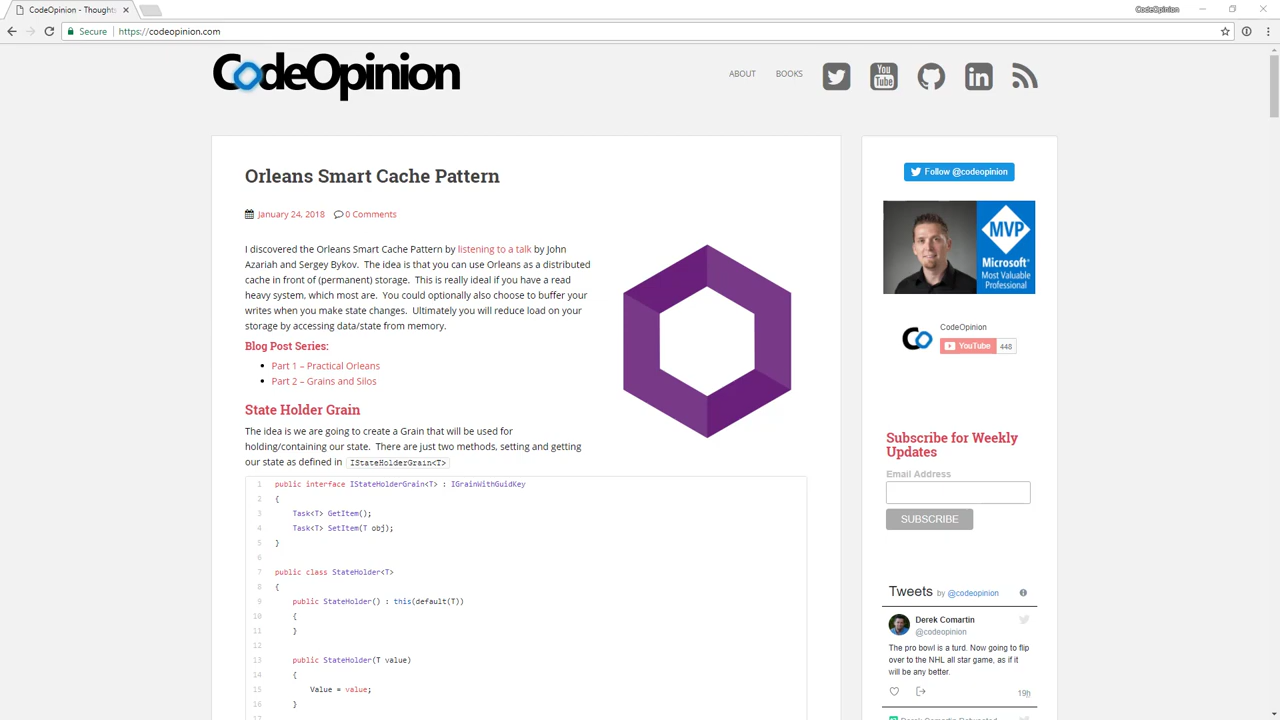 CodeOpinion - Thoughts
CodeOpinion
Secure
https://codeopinion.com
CodeOpinion
ABOUT
BOOKS
You
Tube
in
Orleans Smart Cache Pattern
January 24, 2018
0 Comments
I discovered the Orleans Smart Cache Pattern by listening to a talk by John
Azariah and Sergey Bykov. The idea is that you can use Orleans as a distributed
cache in front of (permanent) storage. This is really ideal if you have a read
heavy system, which most are. You could optionally also choose to buffer your
writes when you make state changes. Ultimately you will reduce load on your
storage by accessing data/state from memory.
Blog Post Series:
Part 1 – Practical Orleans
Part 2 – Grains and Silos
State Holder Grain
The idea is we are going to create a Grain that will be used for
holding/containing our state. There are just two methods, setting and getting
our state as defined in IStateHolderGrain<T>
1 public interface IStateHolderGrain<T> : IGrainWithGuidKey
2 {
3 Task<T> GetItem();
4 Task<T> SetItem(T obj);
5 }
6
7 public class StateHolder<T>
8 {
9 public StateHolder() : this(default(T))
10 {
11 }
12
13 public StateHolder(T value)
14 {
15 Value = value;
16 }
17
Follow @codeopinion
MVP
Microsoft®
Most Valuable
Professional
CodeOpinion
YouTube 448
Subscribe for Weekly
Updates
Email Address
SUBSCRIBE
Tweets by @codeopinion
Derek Comartin
@codeopinion
The pro bowl is a turd. Now going to flip
over to the NHL all star game, as if it
will be any better.
19h
Derek Comartin Retweeted